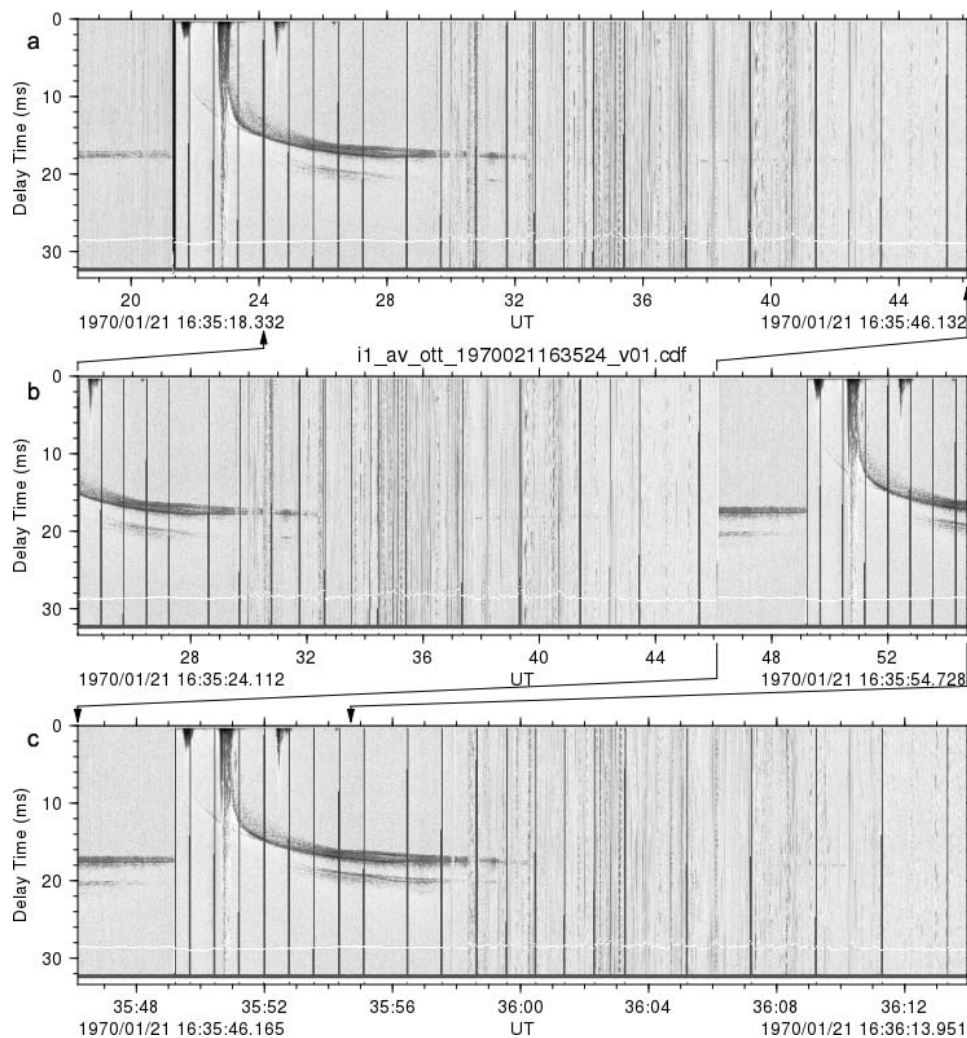 a
0
10
20
30
Delay Time (ms)
20 24 28 32 36 40 44
1970/01/21 16:35:18.332 UT 1970/01/21 16:35:46.132
i1_av_ott_1970021163524_v01.cdf
b
0
10
20
30
Delay Time (ms)
28 32 36 40 44 48 52
1970/01/21 16:35:24.112 UT 1970/01/21 16:35:54.728
c
0
10
20
30
Delay Time (ms)
35:48 35:52 35:56 36:00 36:04 36:08 36:12
1970/01/21 16:35:46.165 UT 1970/01/21 16:36:13.951